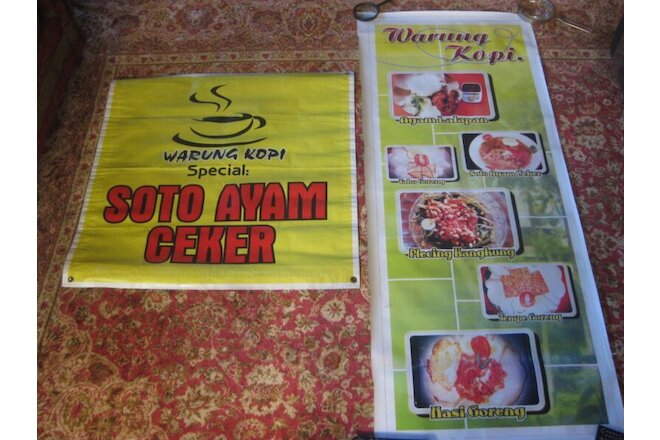 WARUNG KOPI
Special:
SOTO AYAM
CEKER
Warung
Kopi.
Ayam Lalapan
Tahu Goreng
Soto Ayam Ceker
Plecing Kangkung
Tempe Goreng
Nasi Goreng